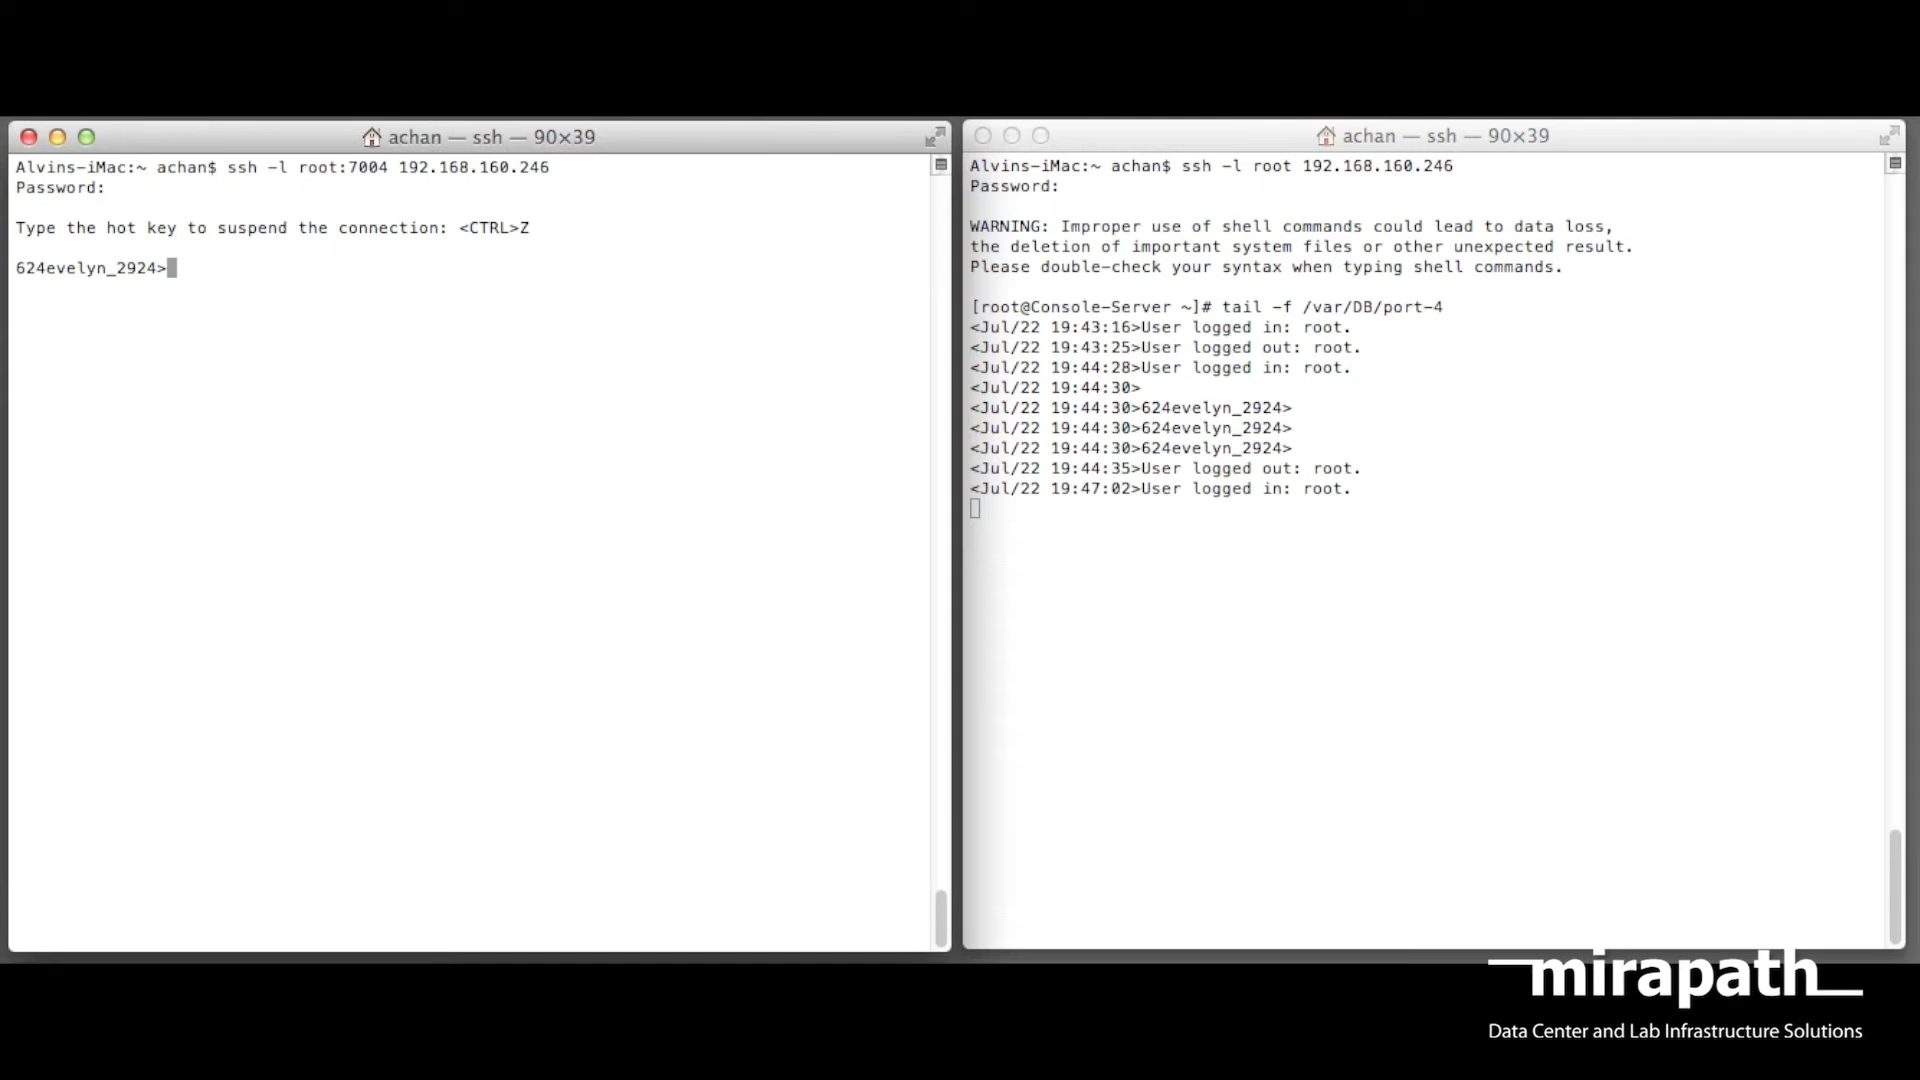 achan — ssh — 90×39
Alvins-iMac:~ achan$ ssh -l root:7004 192.168.160.246
Password:
Type the hot key to suspend the connection: <CTRL>Z
624evelyn_2924>
achan — ssh — 90×39
Alvins-iMac:~ achan$ ssh -l root 192.168.160.246
Password:
WARNING: Improper use of shell commands could lead to data loss,
the deletion of important system files or other unexpected result.
Please double-check your syntax when typing shell commands.
[root@Console-Server ~]# tail -f /var/DB/port-4
<Jul/22 19:43:16>User logged in: root.
<Jul/22 19:43:25>User logged out: root.
<Jul/22 19:44:28>User logged in: root.
<Jul/22 19:44:30>
<Jul/22 19:44:30>624evelyn_2924>
<Jul/22 19:44:30>624evelyn_2924>
<Jul/22 19:44:30>624evelyn_2924>
<Jul/22 19:44:35>User logged out: root.
<Jul/22 19:47:02>User logged in: root.
mirapath
Data Center and Lab Infrastructure Solutions